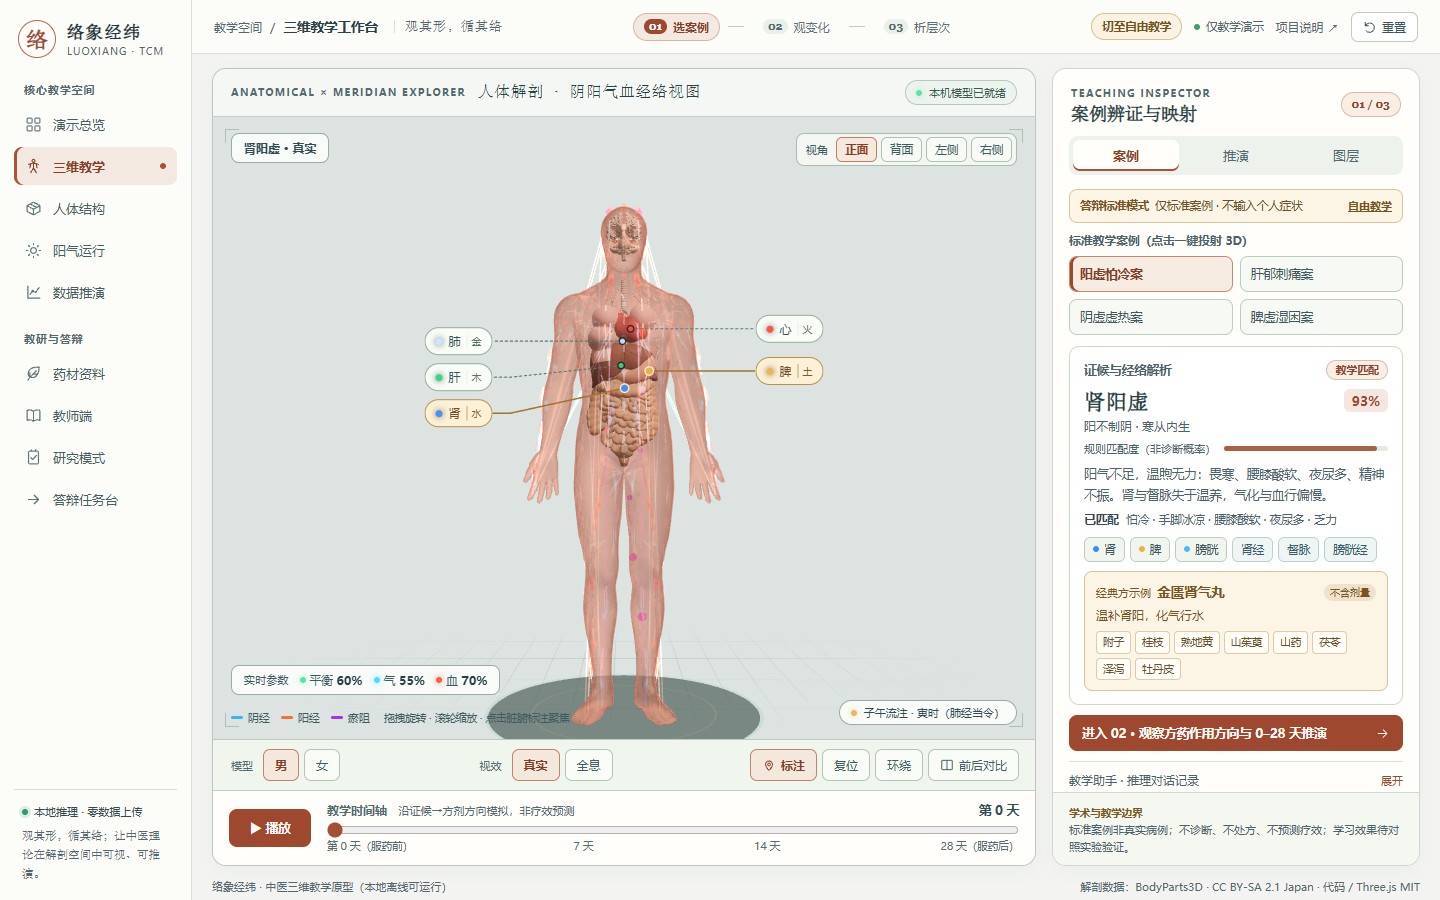 络
络象经纬
LUOXIANG · TCM
核心教学空间
演示总览
三维教学
人体结构
阳气运行
数据推演
教研与答辩
药材资料
教师端
研究模式
答辩任务台
本地推理 · 零数据上传
观其形，循其络；让中医理
论在解剖空间中可视、可推
演。
教学空间 / 三维教学工作台 观其形，循其络
01 选案例 — 02 观变化 — 03 析层次
切至自由教学 仅教学演示 项目说明 ↗ 重置
ANATOMICAL × MERIDIAN EXPLORER 人体解剖 · 阴阳气血经络视图
本机模型已就绪
肾阳虚 • 真实
视角 正面 背面 左侧 右侧
肺 金
肝 木
肾 水
心 火
脾 土
实时参数 平衡 60% 气 55% 血 70%
阴经 阳经 瘀阻 拖拽旋转 · 滚轮缩放 · 点击脏腑标注聚焦
子午流注 · 寅时（肺经当令）
模型 男 女
视效 真实 全息
标注 复位 环绕 前后对比
▶ 播放
教学时间轴 沿证候→方剂方向模拟，非疗效预测
第 0 天
第 0 天（服药前） 7 天 14 天 28 天（服药后）
络象经纬 · 中医三维教学原型（本地离线可运行）
解剖数据：BodyParts3D · CC BY-SA 2.1 Japan · 代码 / Three.js MIT
TEACHING INSPECTOR
案例辨证与映射
01 / 03
案例 推演 图层
答辩标准模式 仅标准案例 · 不输入个人症状 自由教学
标准教学案例（点击一键投射 3D）
阳虚怕冷案
肝郁刺痛案
阴虚虚热案
脾虚湿困案
证候与经络解析
教学匹配
肾阳虚
93%
阳不制阴 · 寒从内生
规则匹配度（非诊断概率）
阳气不足，温煦无力：畏寒、腰膝酸软、夜尿多、精神
不振。肾与督脉失于温养，气化与血行偏慢。
已匹配 怕冷 · 手脚冰凉 · 腰膝酸软 · 夜尿多 · 乏力
肾 脾 膀胱 肾经 督脉 膀胱经
经典方示例 金匮肾气丸
不含剂量
温补肾阳，化气行水
附子 桂枝 熟地黄 山茱萸 山药 茯苓
泽泻 牡丹皮
进入 02 • 观察方药作用方向与 0–28 天推演 →
教学助手 · 推理对话记录 展开
学术与教学边界
标准案例非真实病例；不诊断、不处方、不预测疗效；学习效果待对
照实验验证。